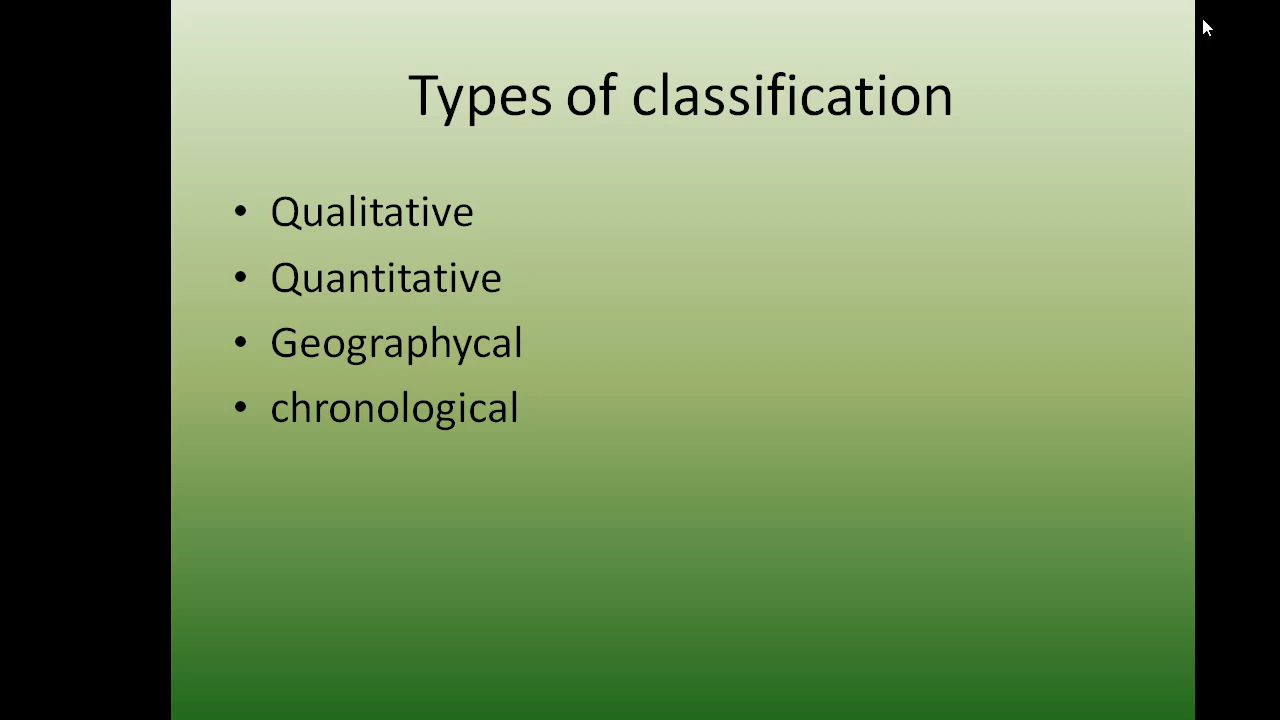 Types of classification
• Qualitative
• Quantitative
• Geographycal
• chronological